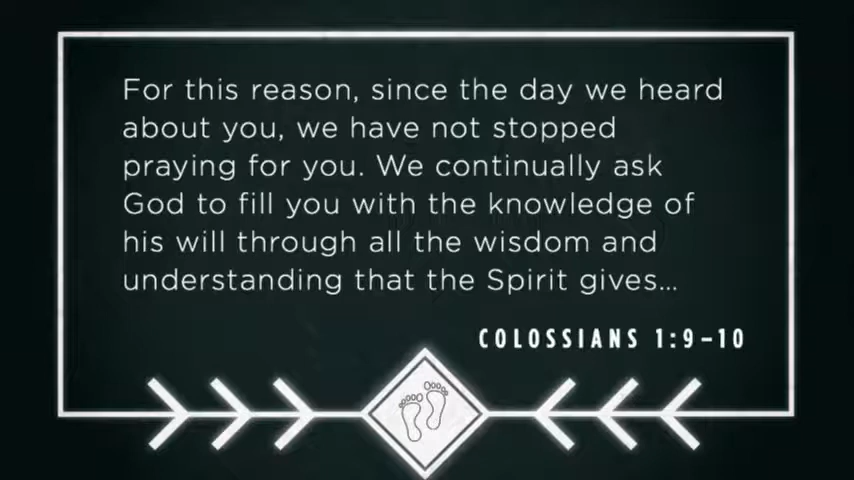 For this reason, since the day we heard
about you, we have not stopped
praying for you. We continually ask
God to fill you with the knowledge of
his will through all the wisdom and
understanding that the Spirit gives...
COLOSSIANS 1:9-10